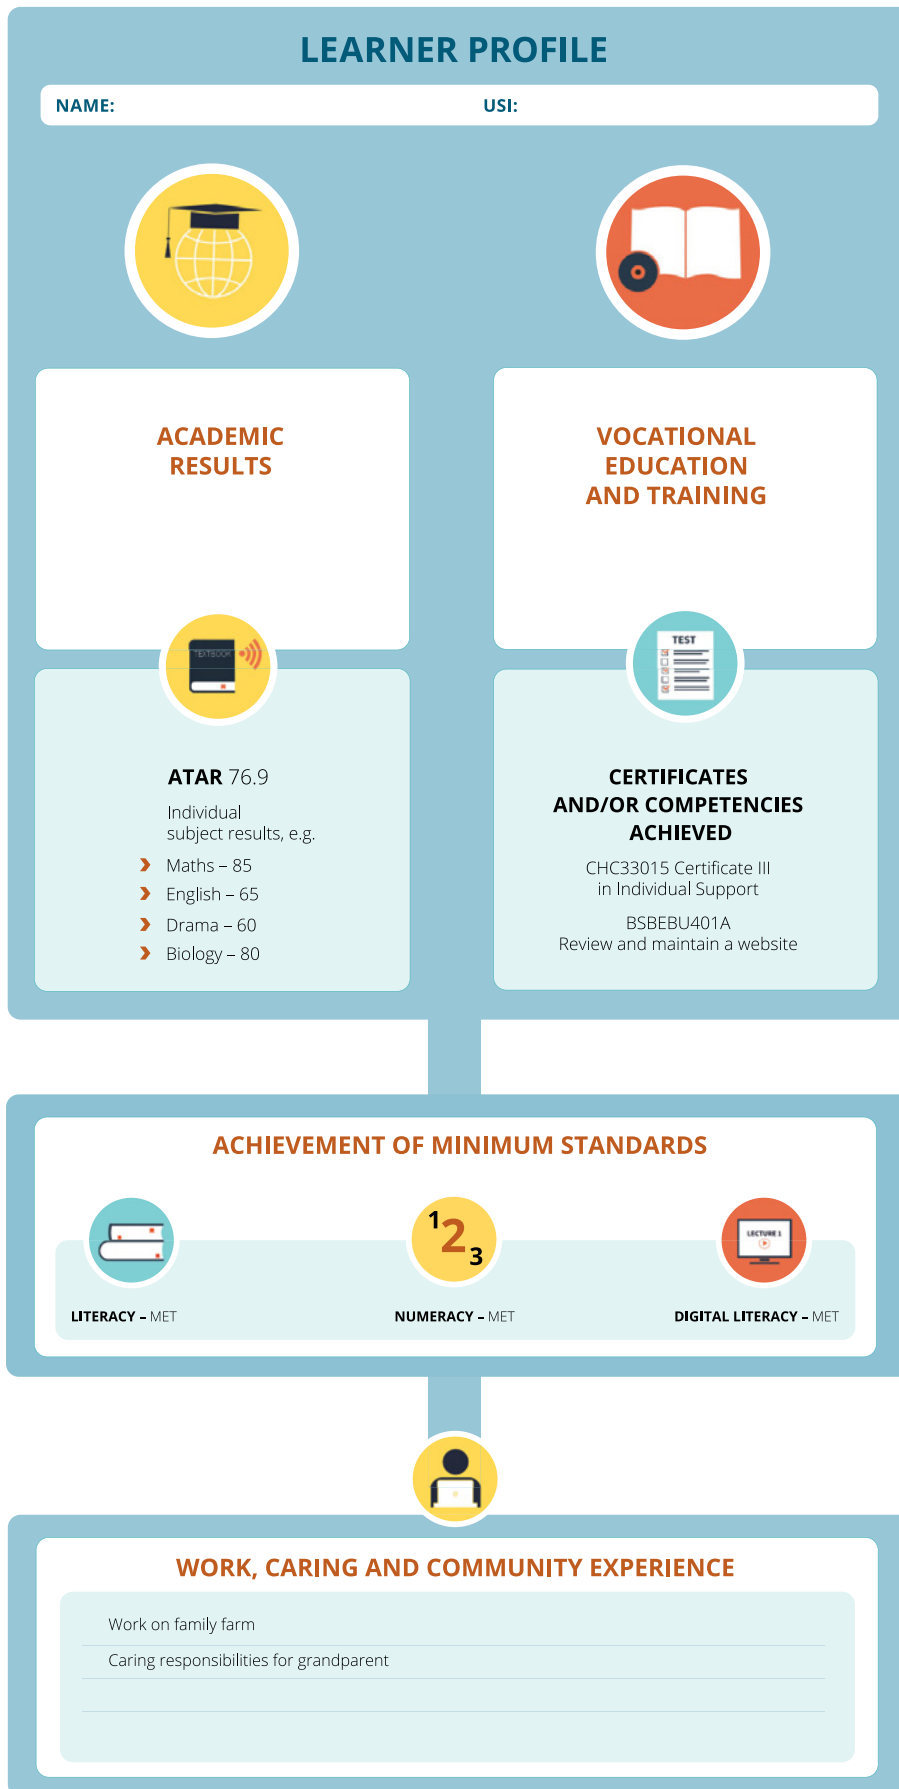 LEARNER PROFILE
NAME: USI:
ACADEMIC
RESULTS
VOCATIONAL
EDUCATION
AND TRAINING
TEXTBOOK
TEST
ATAR 76.9
Individual
subject results, e.g.
Maths – 85
English – 65
Drama – 60
Biology – 80
CERTIFICATES
AND/OR COMPETENCIES
ACHIEVED
CHC33015 Certificate III
in Individual Support
BSBEBU401A
Review and maintain a website
ACHIEVEMENT OF MINIMUM STANDARDS
1 2 3
LECTURE 1
LITERACY – MET
NUMERACY – MET
DIGITAL LITERACY – MET
WORK, CARING AND COMMUNITY EXPERIENCE
Work on family farm
Caring responsibilities for grandparent